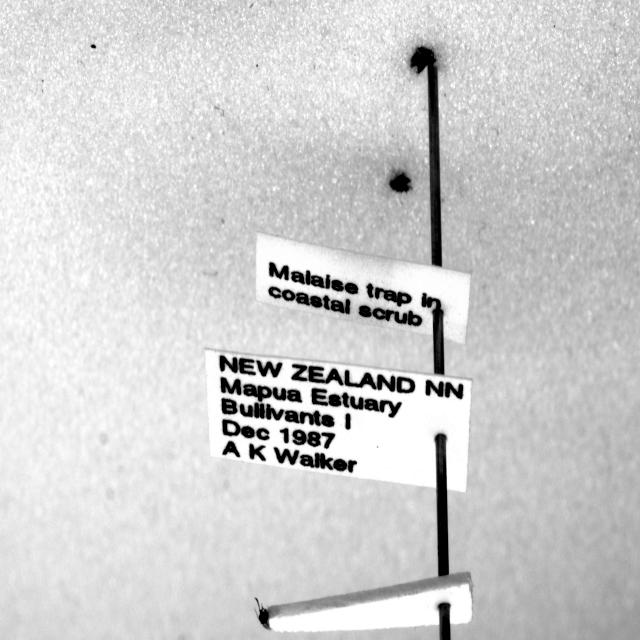 Malaise trap in
coastal scrub
NEW ZEALAND NN
Mapua Estuary
Bullivants I
Dec 1987
A K Walker